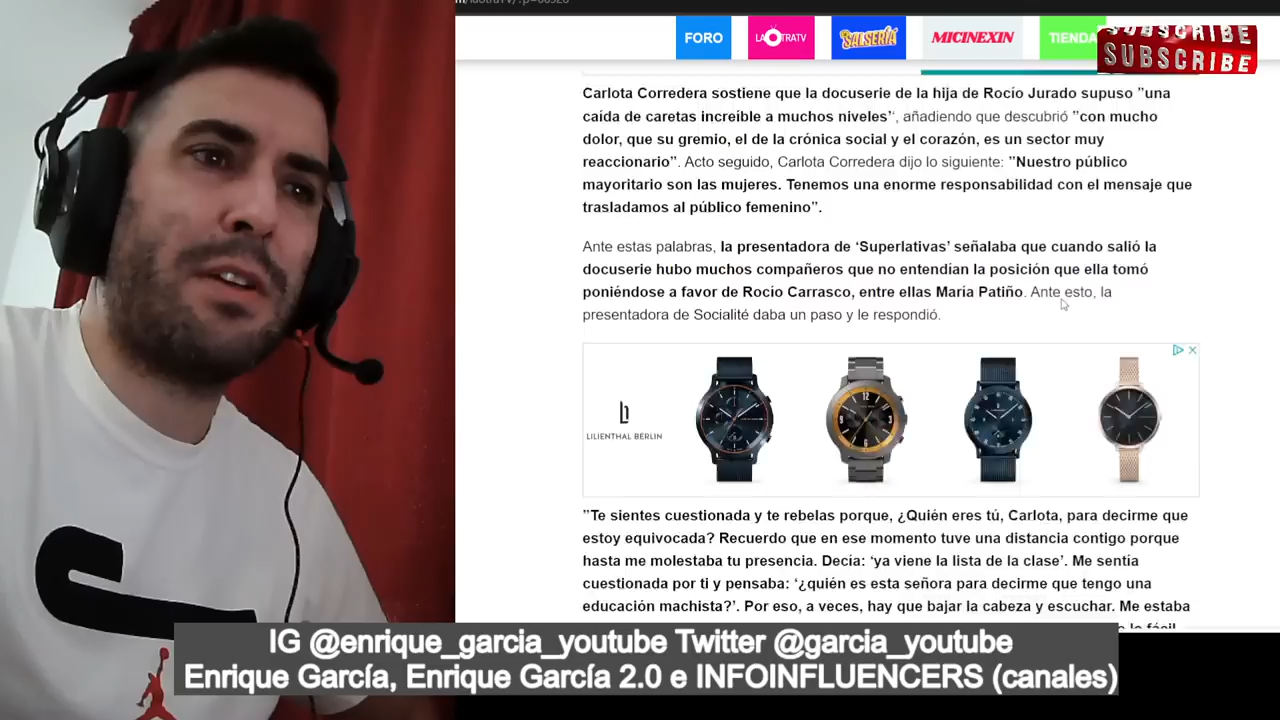 FORO
LAOTRATV
SALSERÍA
MICINEXIN
TIENDA
SUBSCRIBE
SUBSCRIBE
Carlota Corredera sostiene que la docuserie de la hija de Rocío Jurado supuso "una
caída de caretas increíble a muchos niveles", añadiendo que descubrió "con mucho
dolor, que su gremio, el de la crónica social y el corazón, es un sector muy
reaccionario". Acto seguido, Carlota Corredera dijo lo siguiente: "Nuestro público
mayoritario son las mujeres. Tenemos una enorme responsabilidad con el mensaje que
trasladamos al público femenino".
Ante estas palabras, la presentadora de 'Superlativas' señalaba que cuando salió la
docuserie hubo muchos compañeros que no entendían la posición que ella tomó
poniéndose a favor de Rocío Carrasco, entre ellas María Patiño. Ante esto, la
presentadora de Socialité daba un paso y le respondió.
LILIENTHAL BERLIN
"Te sientes cuestionada y te rebelas porque, ¿Quién eres tú, Carlota, para decirme que
estoy equivocada? Recuerdo que en ese momento tuve una distancia contigo porque
hasta me molestaba tu presencia. Decía: 'ya viene la lista de la clase'. Me sentía
cuestionada por ti y pensaba: '¿quién es esta señora para decirme que tengo una
educación machista?'. Por eso, a veces, hay que bajar la cabeza y escuchar. Me estaba
lo fácil
IG @enrique_garcia_youtube Twitter @garcia_youtube
Enrique García, Enrique García 2.0 e INFOINFLUENCERS (canales)